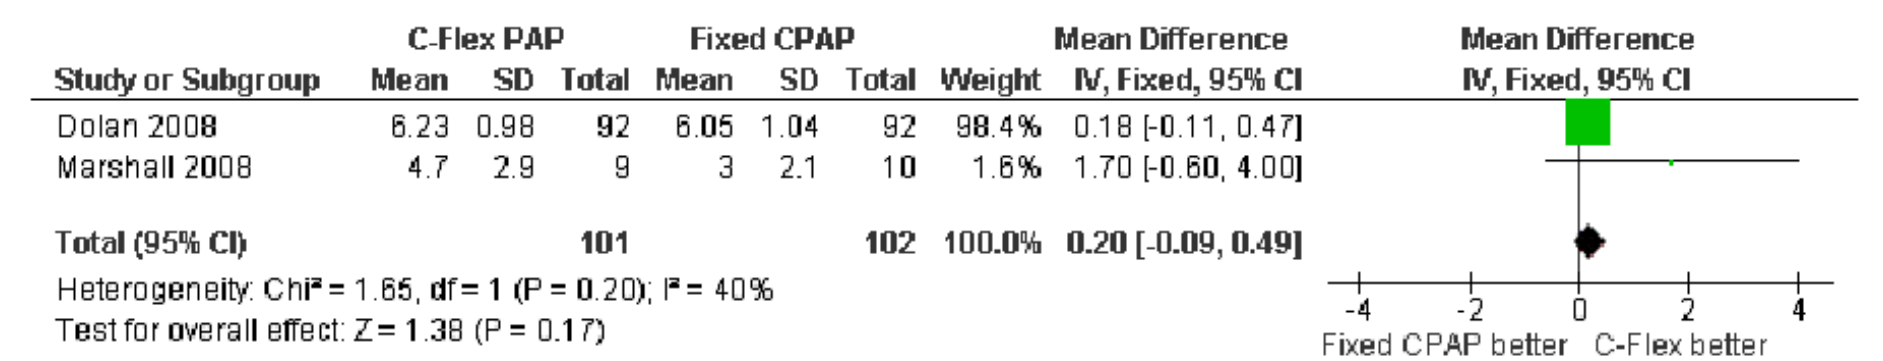 C-Flex PAP Fixed CPAP Mean Difference Mean Difference
Study or Subgroup Mean SD Total Mean SD Total Weight IV, Fixed, 95% CI IV, Fixed, 95% CI
Dolan 2008 6.23 0.98 92 6.05 1.04 92 98.4% 0.18 [-0.11, 0.47]
Marshall 2008 4.7 2.9 9 3 2.1 10 1.6% 1.70 [-0.60, 4.00]
Total (95% CI) 101 102 100.0% 0.20 [-0.09, 0.49]
Heterogeneity: Chi² = 1.65, df = 1 (P = 0.20); I² = 40%
Test for overall effect: Z = 1.38 (P = 0.17)
-4 -2 0 2 4
Fixed CPAP better C-Flex better